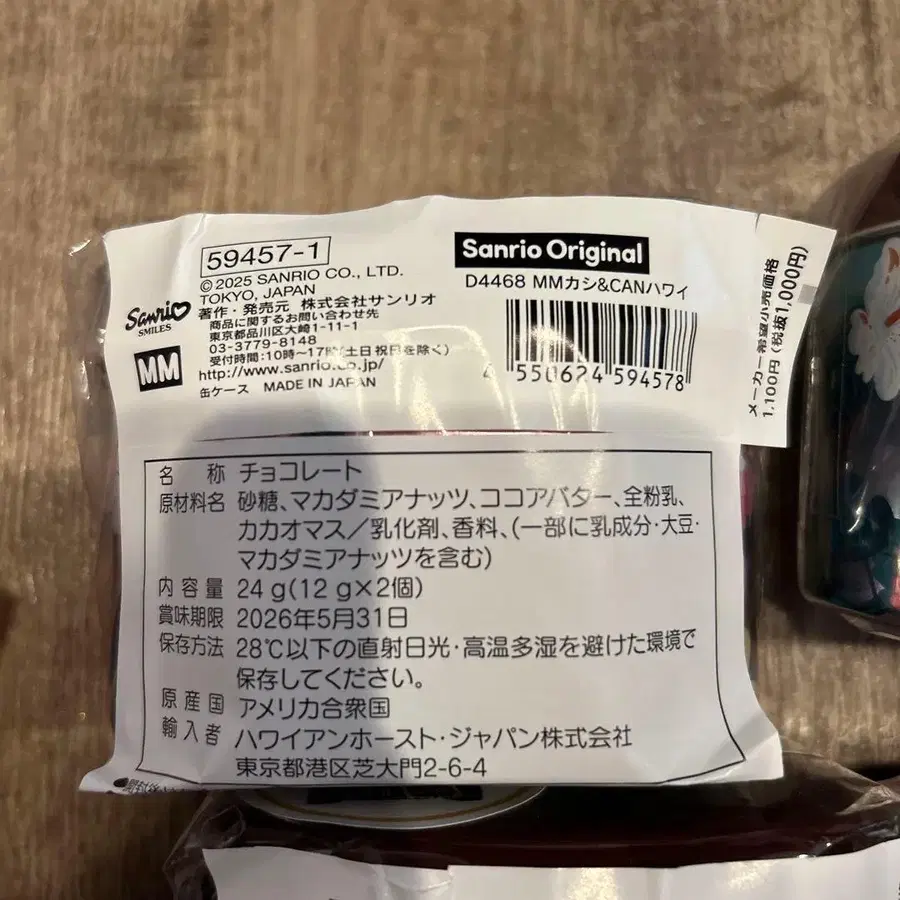 59457-1
©2025 SANRIO CO., LTD.
TOKYO, JAPAN
著作・発売元 株式会社サンリオ
商品に関するお問い合わせ先
東京都品川区大崎1-11-1
03-3779-8148
受付時間:10時~17時(土日祝日を除く)
http://www.sanrio.co.jp/
缶ケース MADE IN JAPAN
Sanrio
SMILES
MM
Sanrio Original
D4468 MMカシ&CANハワイ
4 550624 594578
メーカー希望小売価格
1,100円(税抜1,000円)
名称 チョコレート
原材料名 砂糖、マカダミアナッツ、ココアバター、全粉乳、
カカオマス/乳化剤、香料、(一部に乳成分・大豆・
マカダミアナッツを含む)
内容量 24g(12g×2個)
賞味期限 2026年5月31日
保存方法 28℃以下の直射日光・高温多湿を避けた環境で
保存してください。
原産国 アメリカ合衆国
輸入者 ハワイアンホースト・ジャパン株式会社
東京都港区芝大門2-6-4